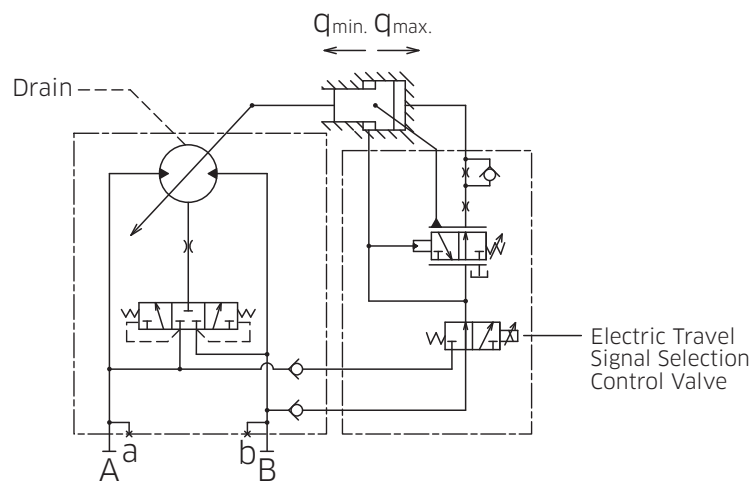 qmin. qmax.
Drain
Electric Travel
Signal Selection
Control Valve
a b
A B